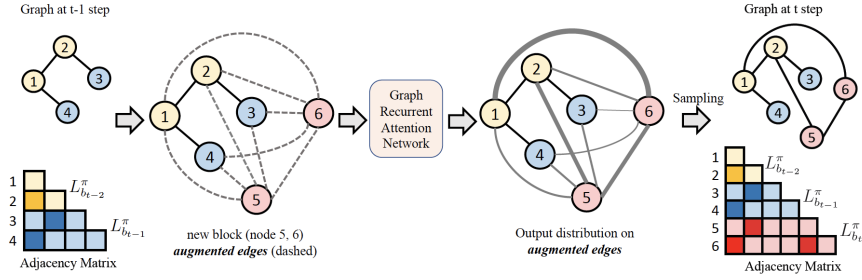 Graph at t-1 step
2
1
3
4
1
2
3
4
L^π_{b_{t-2}}
L^π_{b_{t-1}}
Adjacency Matrix
2
1
3
6
4
5
new block (node 5, 6)
augmented edges (dashed)
Graph
Recurrent
Attention
Network
2
1
3
6
4
5
Output distribution on
augmented edges
Sampling
Graph at t step
2
1
3
6
4
5
1
2
3
4
5
6
L^π_{b_{t-2}}
L^π_{b_{t-1}}
L^π_{b_t}
Adjacency Matrix